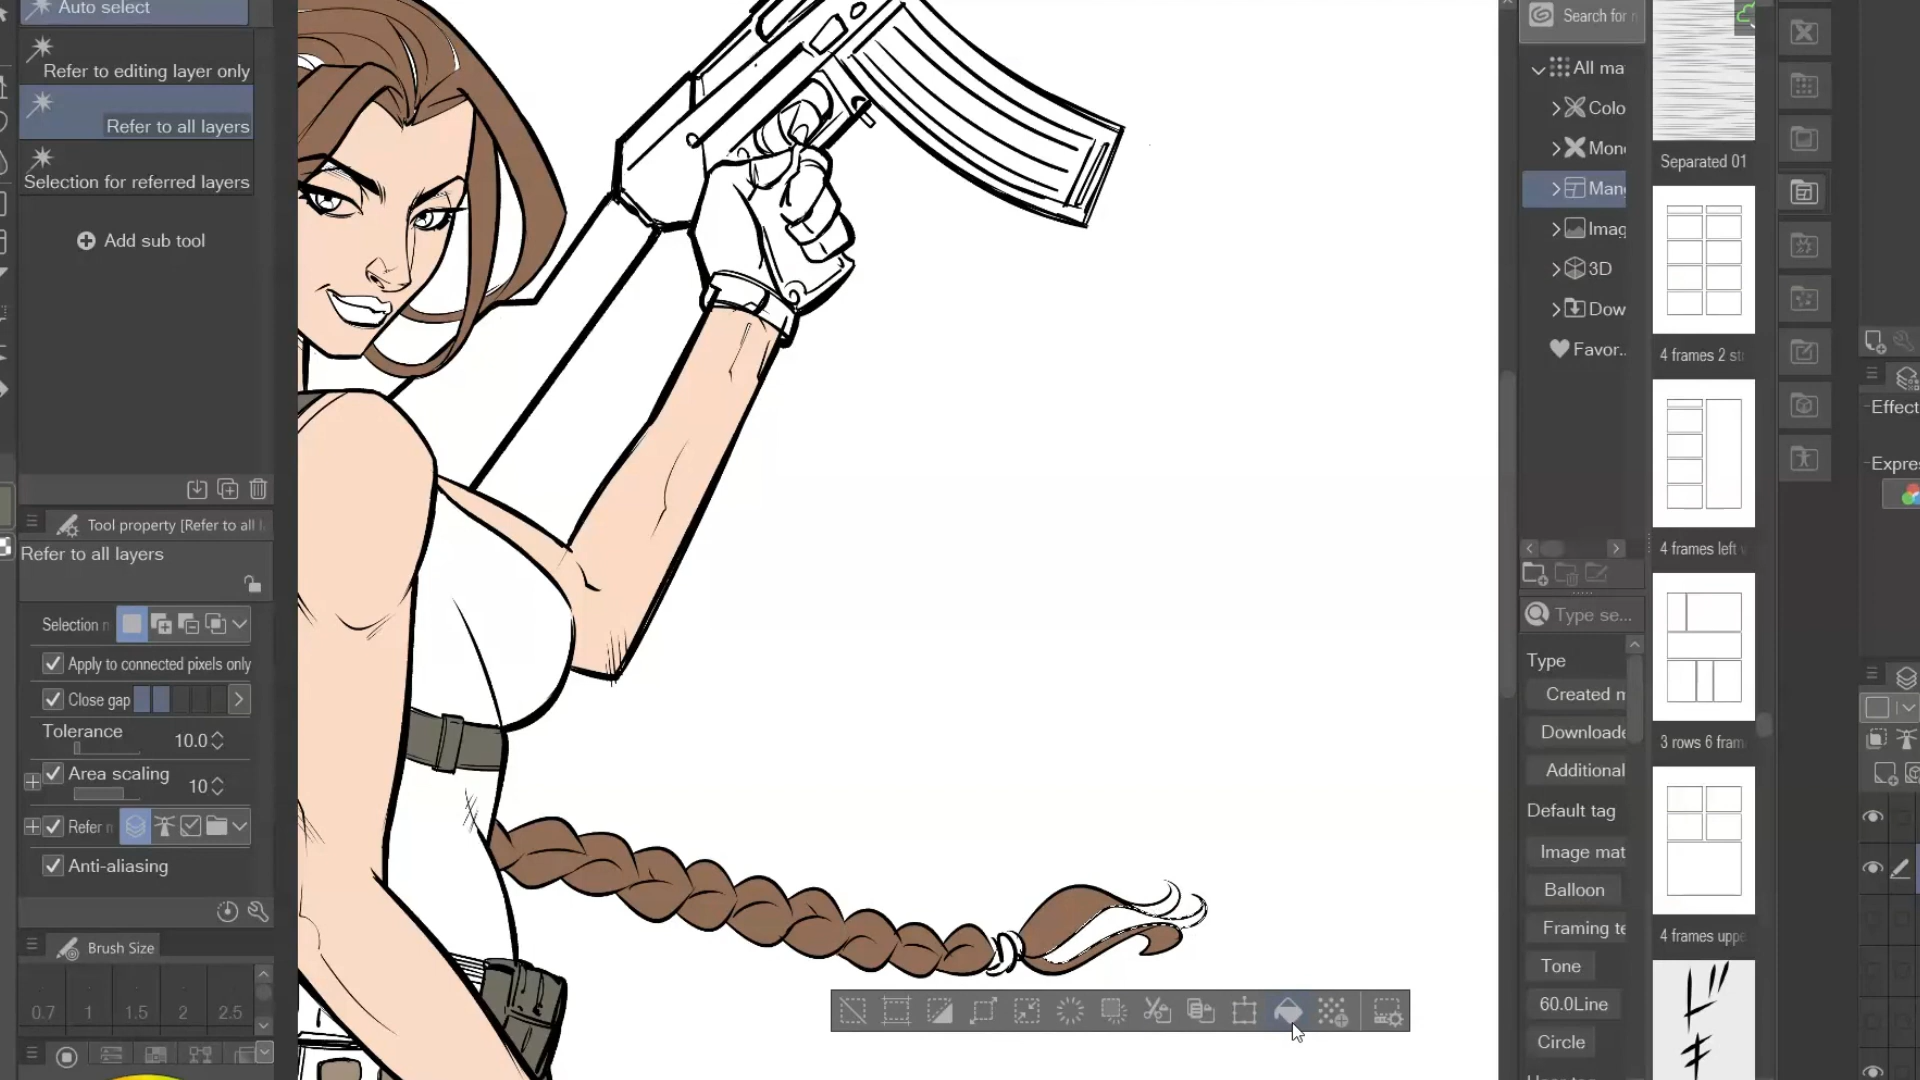 Auto select
Refer to editing layer only
Refer to all layers
Selection for referred layers
Add sub tool
Tool property [Refer to all l
Refer to all layers
Selection n
Apply to connected pixels only
Close gap
Tolerance
10.0
Area scaling
10
Refer n
Anti-aliasing
Brush Size
0.7
1
1.5
2
2.5
Search for
All ma
Colo
Mon
Man
Imag
3D
Dow
Favor..
Type se...
Type
Created m
Downloade
Additional
Default tag
Image mat
Balloon
Framing te
Tone
60.0Line
Circle
Separated 01
4 frames 2 st
4 frames left
3 rows 6 fram
4 frames uppe
Effect
Expres